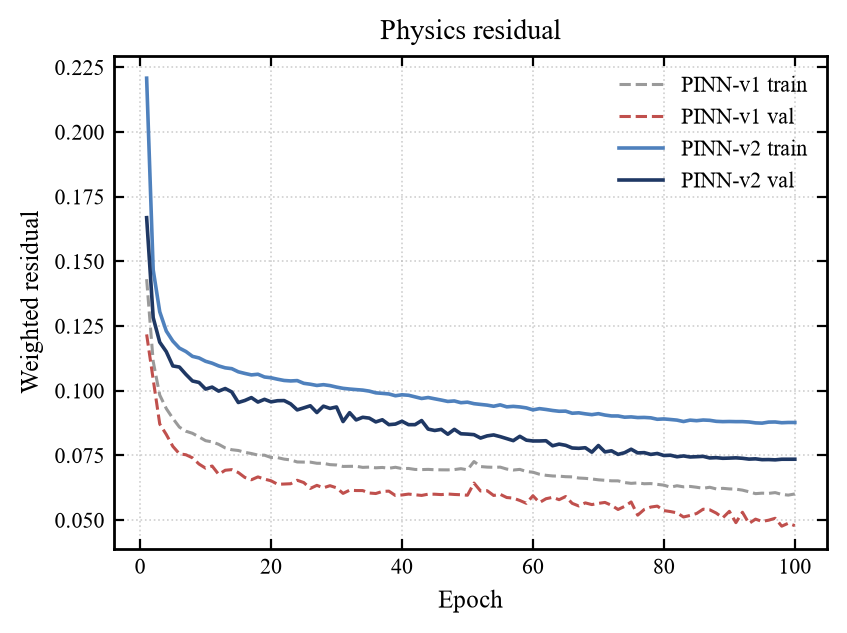 Physics residual
0.225
0.200
0.175
0.150
0.125
0.100
0.075
0.050
Weighted residual
PINN-v1 train
PINN-v1 val
PINN-v2 train
PINN-v2 val
0 20 40 60 80 100
Epoch